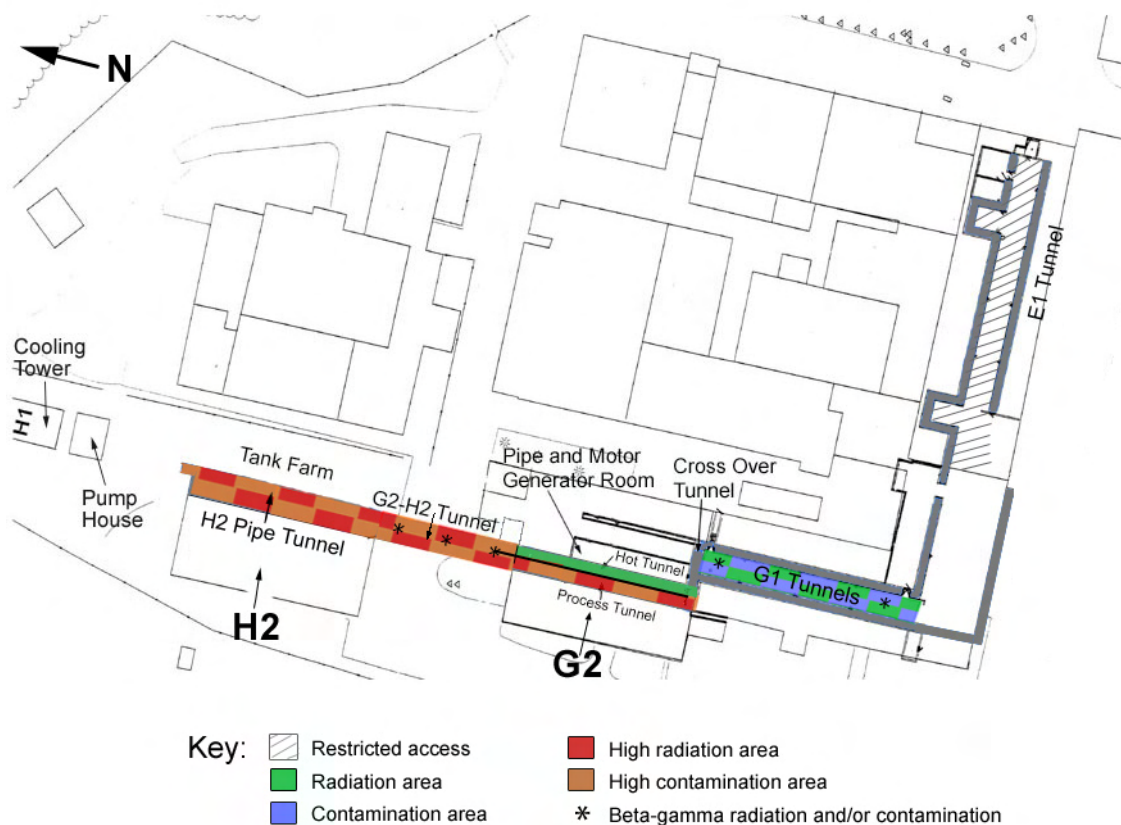 N
E1 Tunnel
Cooling
Tower
H1
Pump
House
Tank Farm
G2-H2 Tunnel
H2 Pipe Tunnel
H2
Pipe and Motor
Generator Room
Cross Over
Tunnel
Hot Tunnel
Process Tunnel
G1 Tunnels
G2
Key:
Restricted access
Radiation area
Contamination area
High radiation area
High contamination area
* Beta-gamma radiation and/or contamination